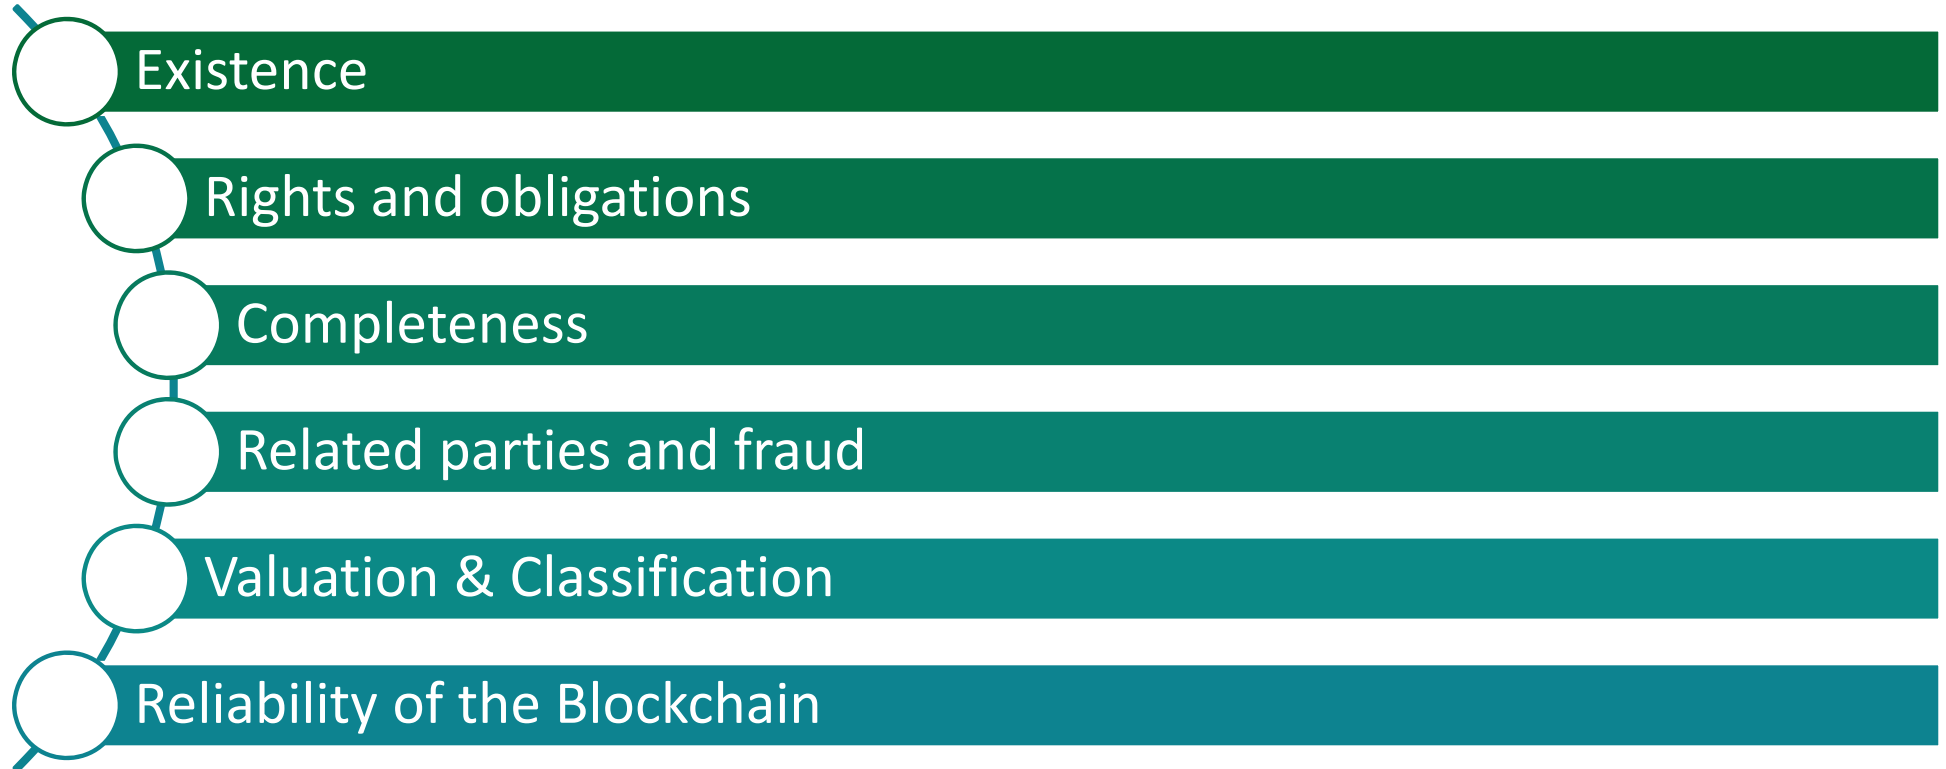 Existence
Rights and obligations
Completeness
Related parties and fraud
Valuation & Classification
Reliability of the Blockchain